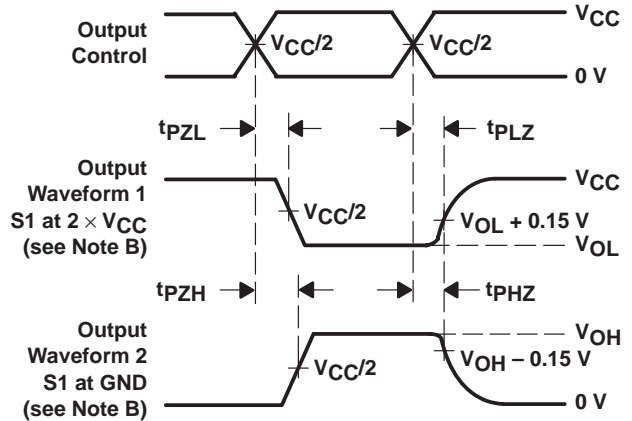 Output
Control
VCC/2
VCC/2
VCC
0 V
tPZL
tPLZ
Output
Waveform 1
S1 at 2 × VCC
(see Note B)
VCC/2
VCC
VOL + 0.15 V
VOL
tPZH
tPHZ
Output
Waveform 2
S1 at GND
(see Note B)
VCC/2
VOH
VOH – 0.15 V
0 V